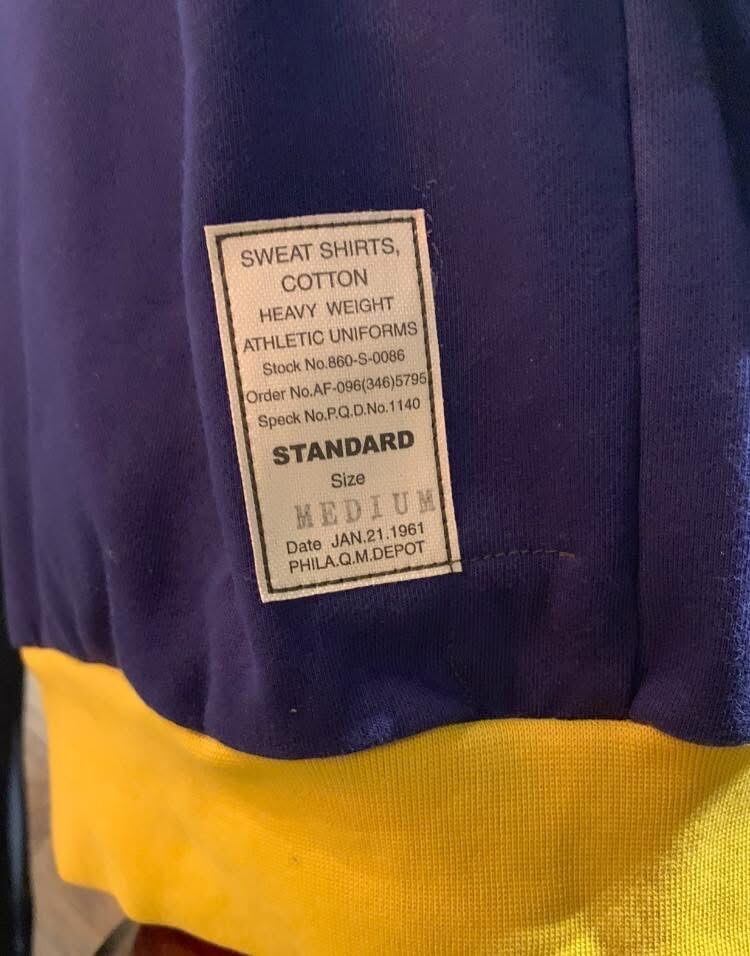 SWEAT SHIRTS,
COTTON
HEAVY WEIGHT
ATHLETIC UNIFORMS
Stock No.860-S-0086
Order No.AF-096(346)5795
Speck No.P.Q.D.No.1140
STANDARD
Size
MEDIUM
Date JAN.21.1961
PHILA.Q.M.DEPOT